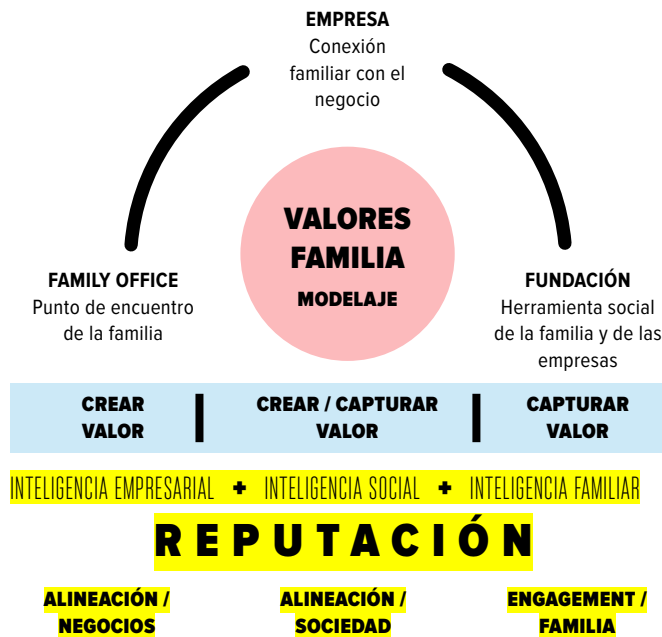 EMPRESA
Conexión
familiar con el
negocio
VALORES
FAMILIA
MODELAJE
FAMILY OFFICE
Punto de encuentro
de la familia
FUNDACIÓN
Herramienta social
de la familia y de las
empresas
CREAR
VALOR
CREAR / CAPTURAR
VALOR
CAPTURAR
VALOR
INTELIGENCIA EMPRESARIAL + INTELIGENCIA SOCIAL + INTELIGENCIA FAMILIAR
REPUTACIÓN
ALINEACIÓN /
NEGOCIOS
ALINEACIÓN /
SOCIEDAD
ENGAGEMENT /
FAMILIA